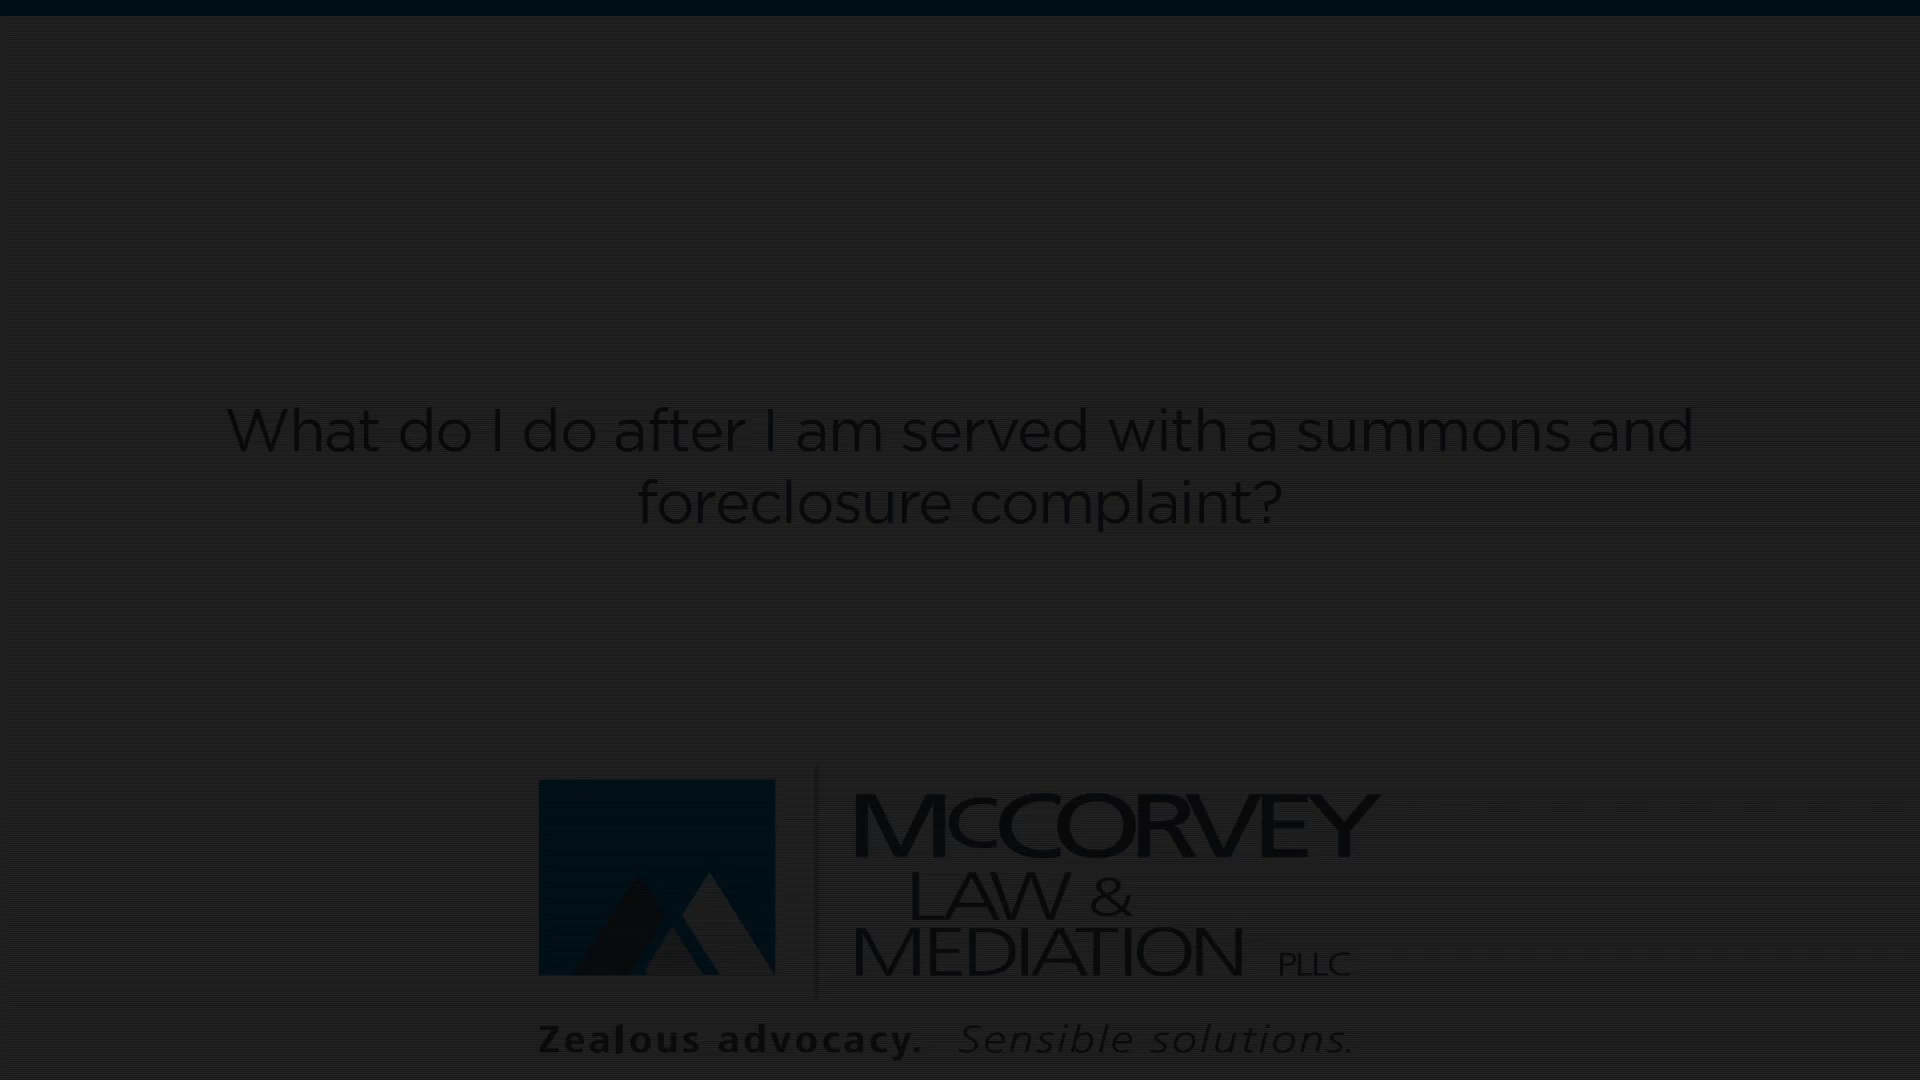 What do I do after I am served with a summons and
foreclosure complaint?
McCORVEY
LAW &
MEDIATION PLLC
Zealous advocacy. Sensible solutions.